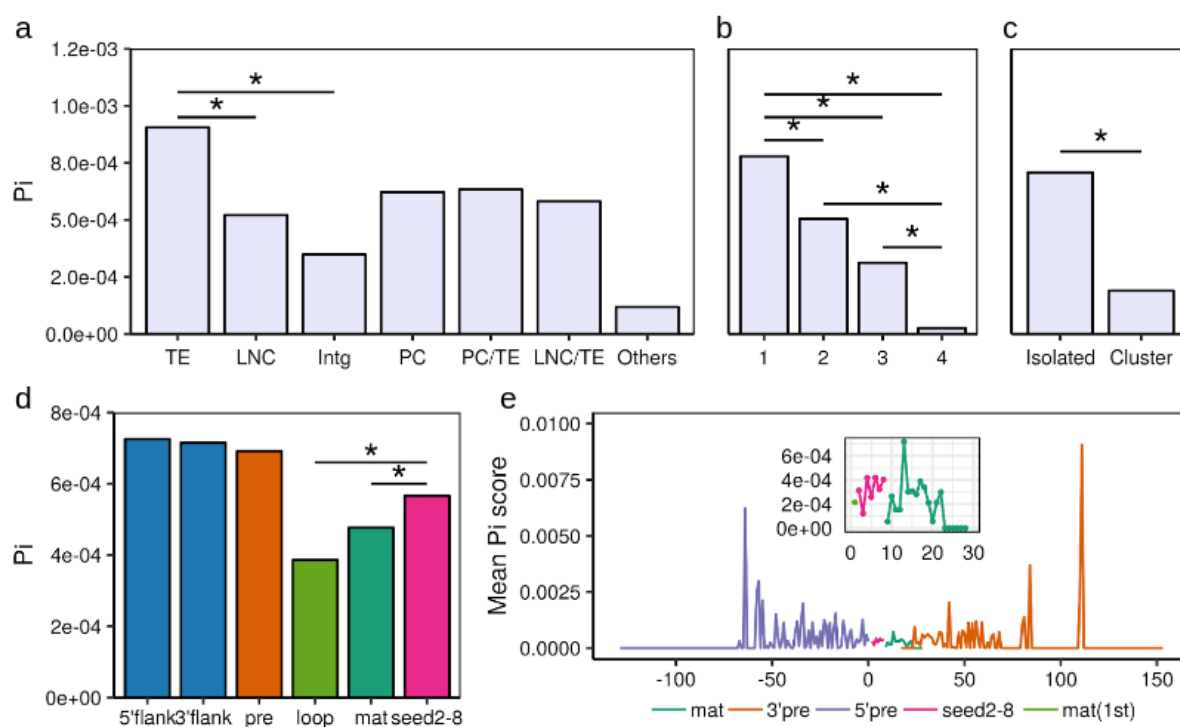 a
b
c
1.2e-03
1.0e-03
8.0e-04
5.0e-04
2.0e-04
0.0e+00
Pi
*
*
*
*
*
*
*
*
TE LNC Intg PC PC/TE LNC/TE Others
1 2 3 4
Isolated Cluster
d
e
8e-04
6e-04
4e-04
2e-04
0e+00
Pi
*
*
5'flank 3'flank pre loop mat seed2-8
0.0100
0.0075
0.0050
0.0025
0.0000
Mean Pi score
6e-04
4e-04
2e-04
0e+00
0 10 20 30
-100 -50 0 50 100 150
mat 3'pre 5'pre seed2-8 mat(1st)